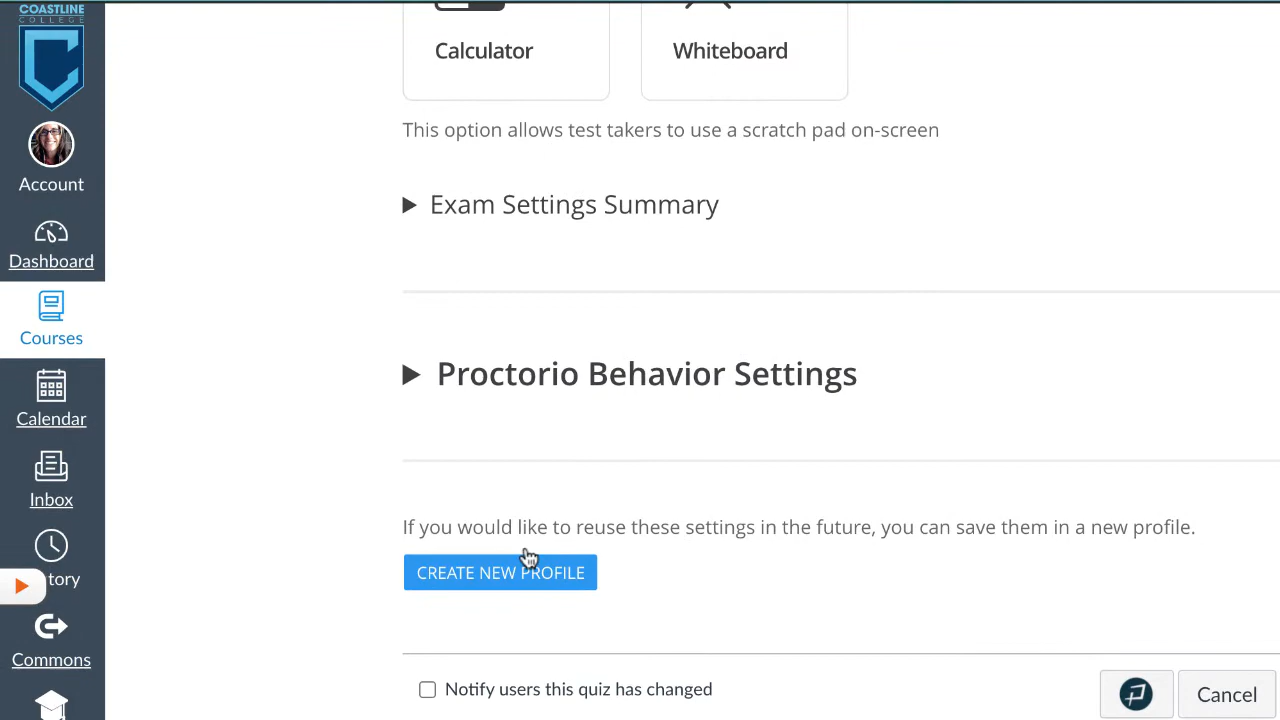 COASTLINE
COLLEGE
Calculator
Whiteboard
This option allows test takers to use a scratch pad on-screen
Account
Exam Settings Summary
Dashboard
Courses
Proctorio Behavior Settings
Calendar
Inbox
If you would like to reuse these settings in the future, you can save them in a new profile.
CREATE NEW PROFILE
tory
Commons
Notify users this quiz has changed
Cancel